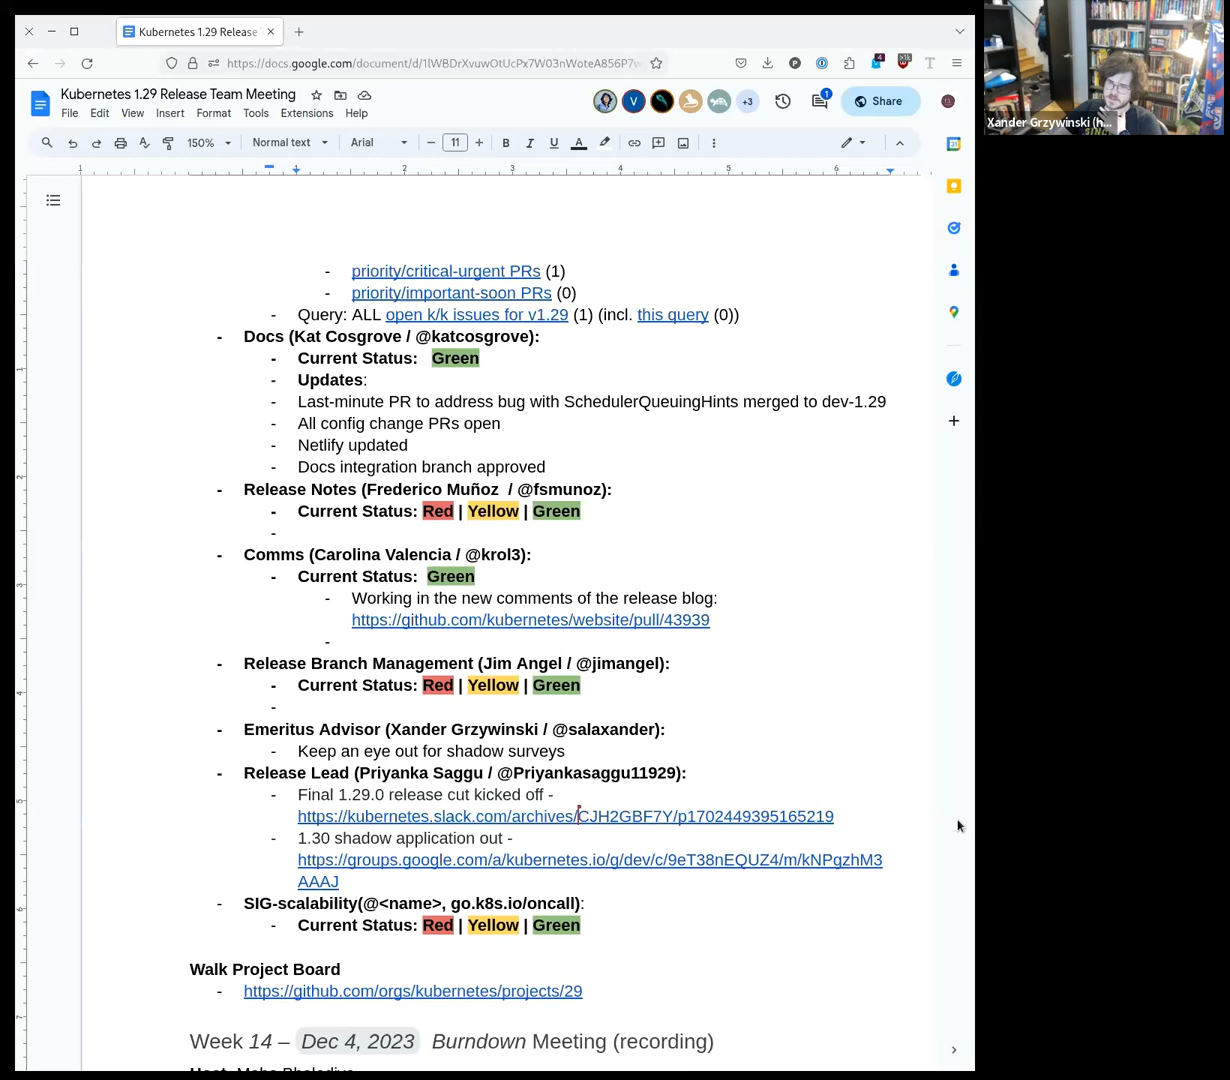 Kubernetes 1.29 Release
https://docs.google.com/document/d/1lWBDrXvuwOtUcPx7W03nWoteA856P7w
Kubernetes 1.29 Release Team Meeting
V
+3
1
Share
File Edit View Insert Format Tools Extensions Help
150% Normal text Arial 11 B I U A
1 1 2 3 4 5 6
- priority/critical-urgent PRs (1)
- priority/important-soon PRs (0)
- Query: ALL open k/k issues for v1.29 (1) (incl. this query (0))
- Docs (Kat Cosgrove / @katcosgrove):
- Current Status: Green
- Updates:
- Last-minute PR to address bug with SchedulerQueuingHints merged to dev-1.29
- All config change PRs open
- Netlify updated
- Docs integration branch approved
- Release Notes (Frederico Muñoz / @fsmunoz):
- Current Status: Red | Yellow | Green
-
- Comms (Carolina Valencia / @krol3):
- Current Status: Green
- Working in the new comments of the release blog:
https://github.com/kubernetes/website/pull/43939
-
- Release Branch Management (Jim Angel / @jimangel):
- Current Status: Red | Yellow | Green
-
- Emeritus Advisor (Xander Grzywinski / @salaxander):
- Keep an eye out for shadow surveys
- Release Lead (Priyanka Saggu / @Priyankasaggu11929):
- Final 1.29.0 release cut kicked off -
https://kubernetes.slack.com/archives/CJH2GBF7Y/p1702449395165219
- 1.30 shadow application out -
https://groups.google.com/a/kubernetes.io/g/dev/c/9eT38nEQUZ4/m/kNPgzhM3
AAAJ
- SIG-scalability(@<name>, go.k8s.io/oncall):
- Current Status: Red | Yellow | Green
Walk Project Board
- https://github.com/orgs/kubernetes/projects/29
Week 14 – Dec 4, 2023 Burndown Meeting (recording)
Xander Grzywinski (h...